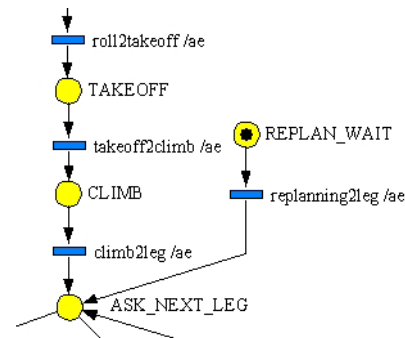 roll2takeoff /ae
TAKEOFF
takeoff2climb /ae
REPLAN_WAIT
CLIMB
replanning2leg /ae
climb2leg /ae
ASK_NEXT_LEG